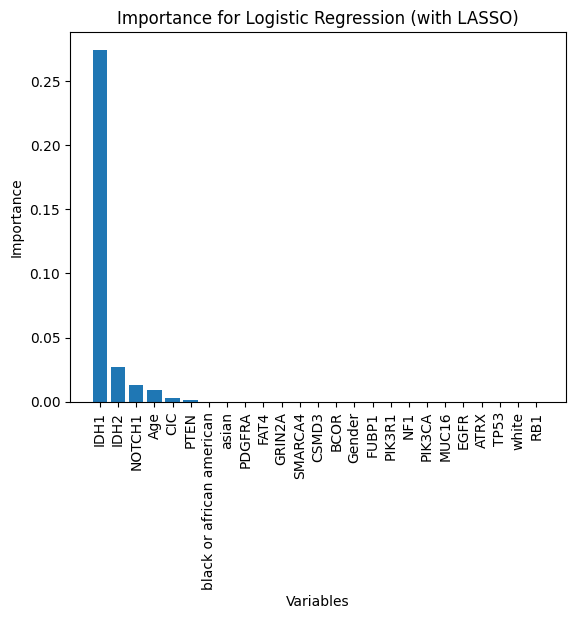 Importance for Logistic Regression (with LASSO)
Importance
0.25
0.20
0.15
0.10
0.05
0.00
IDH1
IDH2
NOTCH1
Age
CIC
PTEN
black or african american
asian
PDGFRA
FAT4
GRIN2A
SMARCA4
CSMD3
BCOR
Gender
FUBP1
PIK3R1
NF1
PIK3CA
MUC16
EGFR
ATRX
TP53
white
RB1
Variables